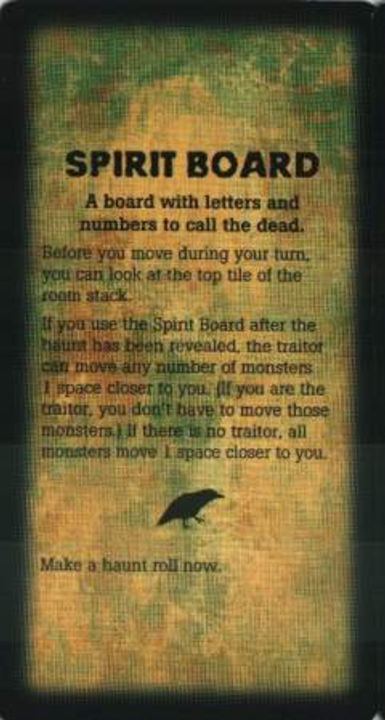 SPIRIT BOARD
A board with letters and
numbers to call the dead.
Before you move during your turn,
you can look at the top tile of the
room stack.
If you use the Spirit Board after the
haunt has been revealed, the traitor
can move any number of monsters
1 space closer to you. (If you are the
traitor, you don't have to move those
monsters.) If there is no traitor, all
monsters move 1 space closer to you.
Make a haunt roll now.